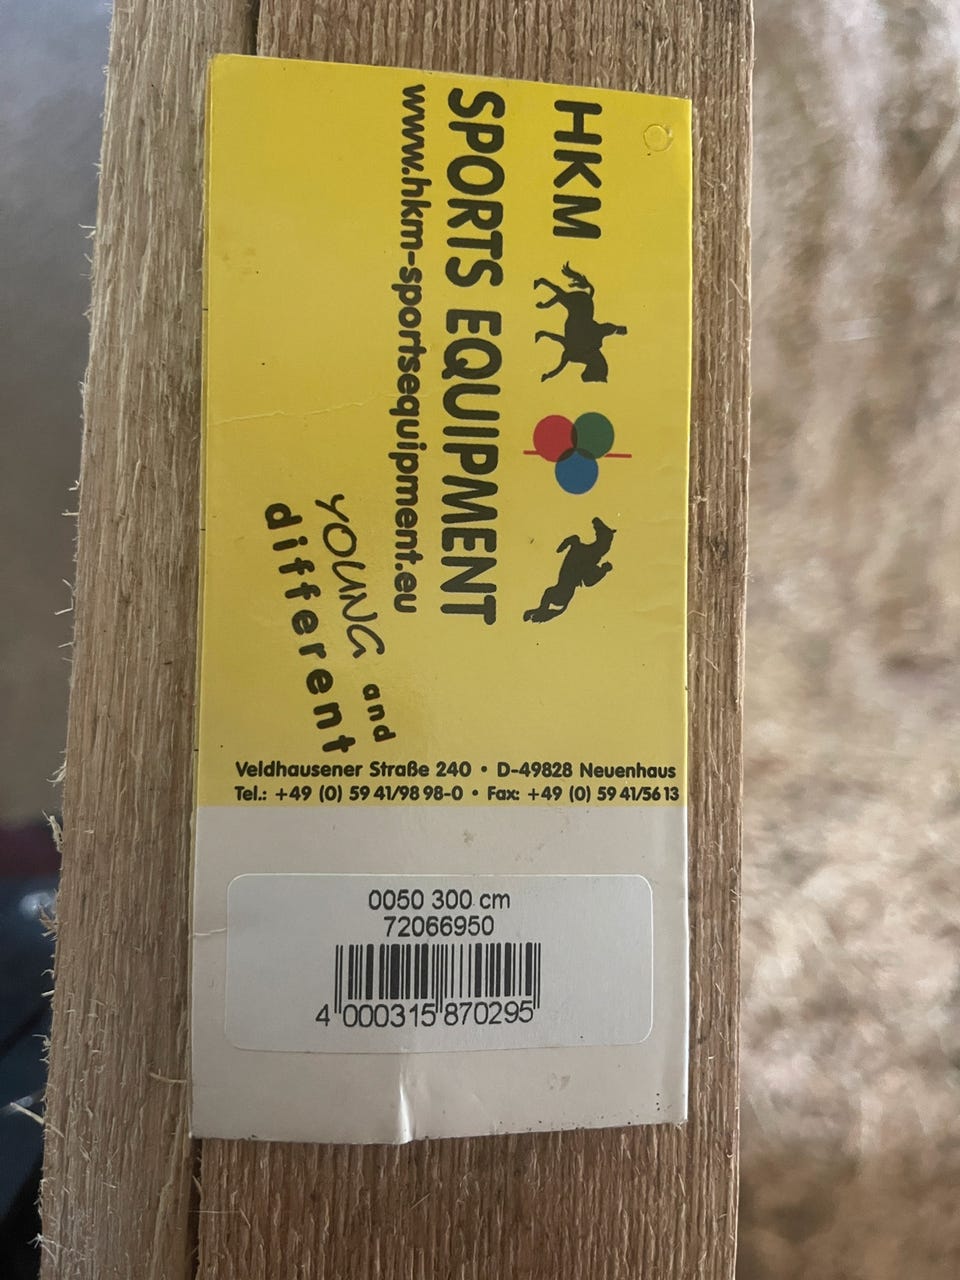 HKM
SPORTS EQUIPMENT
www.hkm-sportsequipment.eu
YOUNG and
different
Veldhausener Straße 240 • D-49828 Neuenhaus
Tel.: +49 (0) 59 41/98 98-0 • Fax: +49 (0) 59 41/56 13
0050 300 cm
72066950
4 000315 870295